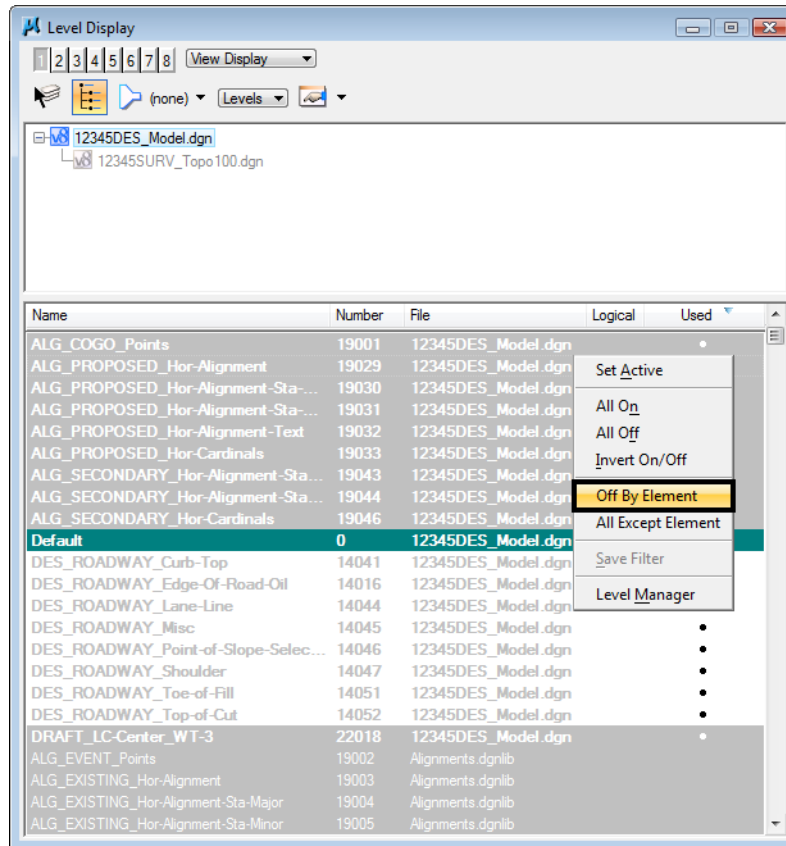 Level Display
1 2 3 4 5 6 7 8 View Display
(none) Levels
12345DES_Model.dgn
12345SURV_Topo100.dgn
Name Number File Logical Used
ALG_COGO_Points 19001 12345DES_Model.dgn
ALG_PROPOSED_Hor-Alignment 19029 12345DES_Model.dgn
ALG_PROPOSED_Hor-Alignment-Sta-... 19030 12345DES_Model.dgn
ALG_PROPOSED_Hor-Alignment-Sta-... 19031 12345DES_Model.dgn
ALG_PROPOSED_Hor-Alignment-Text 19032 12345DES_Model.dgn
ALG_PROPOSED_Hor-Cardinals 19033 12345DES_Model.dgn
ALG_SECONDARY_Hor-Alignment-Sta... 19043 12345DES_Model.dgn
ALG_SECONDARY_Hor-Alignment-Sta... 19044 12345DES_Model.dgn
ALG_SECONDARY_Hor-Cardinals 19046 12345DES_Model.dgn
Default 0 12345DES_Model.dgn
DES_ROADWAY_Curb-Top 14041 12345DES_Model.dgn
DES_ROADWAY_Edge-Of-Road-Oil 14016 12345DES_Model.dgn
DES_ROADWAY_Lane-Line 14044 12345DES_Model.dgn
DES_ROADWAY_Misc 14045 12345DES_Model.dgn
DES_ROADWAY_Point-of-Slope-Selec... 14046 12345DES_Model.dgn
DES_ROADWAY_Shoulder 14047 12345DES_Model.dgn
DES_ROADWAY_Toe-of-Fill 14051 12345DES_Model.dgn
DES_ROADWAY_Top-of-Cut 14052 12345DES_Model.dgn
DRAFT_LC-Center_WT-3 22018 12345DES_Model.dgn
ALG_EVENT_Points 19002 Alignments.dgnlib
ALG_EXISTING_Hor-Alignment 19003 Alignments.dgnlib
ALG_EXISTING_Hor-Alignment-Sta-Major 19004 Alignments.dgnlib
ALG_EXISTING_Hor-Alignment-Sta-Minor 19005 Alignments.dgnlib
Set Active
All On
All Off
Invert On/Off
Off By Element
All Except Element
Save Filter
Level Manager